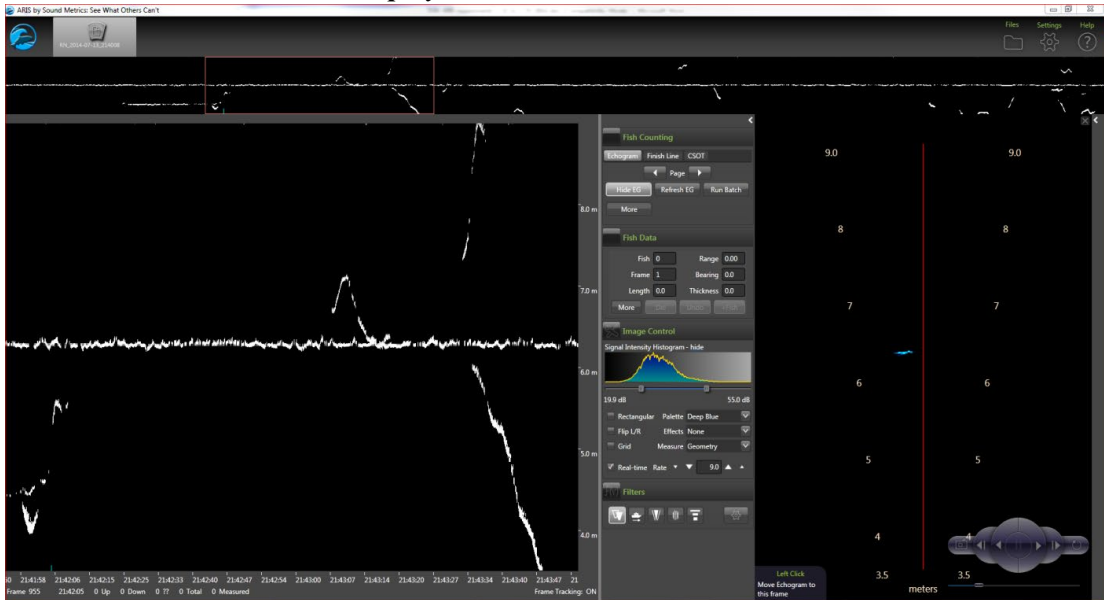 ARIS by Sound Metrics: See What Others Can't
Files Settings Help
Fish Counting
Echogram Finish Line CSOT
Page
Hide EG Refresh EG Run Batch
More
Fish Data
Fish 0 Range 0.00
Frame 1 Bearing 0.0
Length 0.0 Thickness 0.0
More
Image Control
Signal Intensity Histogram - hide
19.9 dB 55.0 dB
Rectangular Palette Deep Blue
Flip L/R Effects None
Grid Measure Geometry
Real-time Rate 9.0
Filters
8.0 m
7.0 m
6.0 m
5.0 m
4.0 m
21:41:58 21:42:06 21:42:15 21:42:25 21:42:33 21:42:40 21:42:47 21:42:54 21:43:00 21:43:07 21:43:14 21:43:20 21:43:27 21:43:34 21:43:40 21:43:47 21
Frame 955 21:42:05 0 Up 0 Down 0 ?? 0 Total 0 Measured Frame Tracking: ON
9.0 9.0
8 8
7 7
6 6
5 5
4 4
3.5 meters 3.5
Left Click
Move Echogram to
this frame